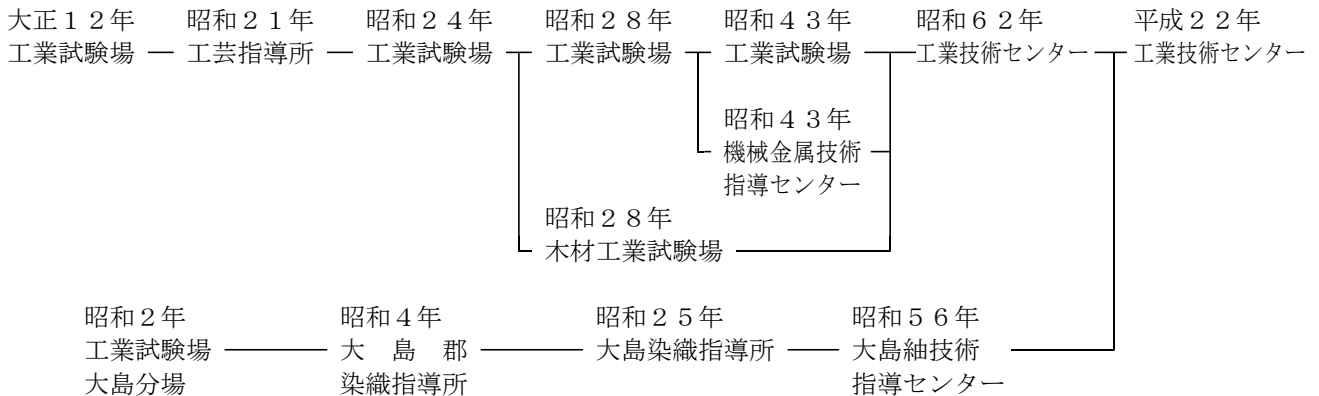 大正１２年　昭和２１年　昭和２４年　昭和２８年　昭和４３年　昭和６２年　平成２２年
工業試験場　工芸指導所　工業試験場　工業試験場　工業試験場　工業技術センター　工業技術センター
昭和４３年
機械金属技術
指導センター
昭和２８年
木材工業試験場
昭和２年　昭和４年　昭和２５年　昭和５６年
工業試験場　大　島　郡　大島染織指導所　大島紬技術
大島分場　染織指導所　指導センター